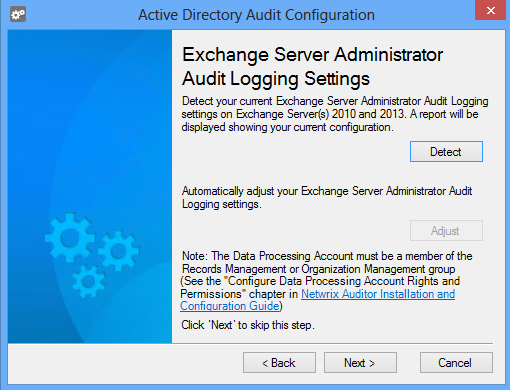 Active Directory Audit Configuration
Exchange Server Administrator
Audit Logging Settings
Detect your current Exchange Server Administrator Audit Logging
settings on Exchange Server(s) 2010 and 2013. A report will be
displayed showing your current configuration.
Detect
Automatically adjust your Exchange Server Administrator Audit
Logging settings.
Adjust
Note: The Data Processing Account must be a member of the
Records Management or Organization Management group
(See the "Configure Data Processing Account Rights and
Permissions" chapter in Netwrix Auditor Installation and
Configuration Guide)
Click 'Next' to skip this step.
< Back
Next >
Cancel